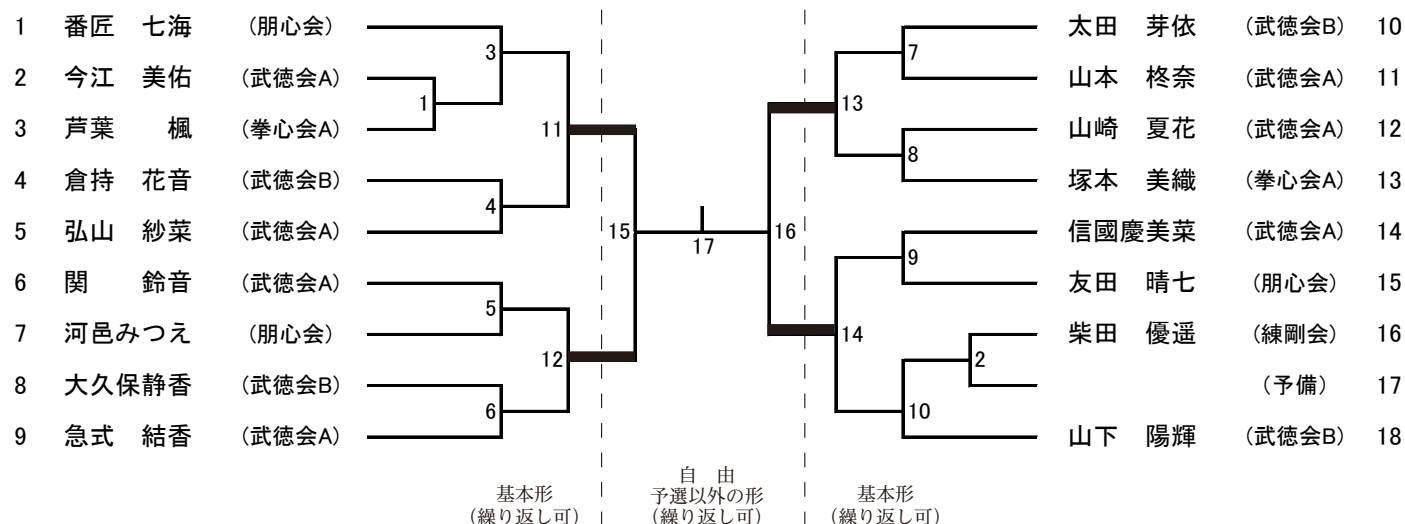 1 番匠 七海 (朋心会)
2 今江 美佑 (武徳会A)
3 芦葉 楓 (拳心会A)
4 倉持 花音 (武徳会B)
5 弘山 紗菜 (武徳会A)
6 関 鈴音 (武徳会A)
7 河邑みつえ (朋心会)
8 大久保静香 (武徳会B)
9 急式 結香 (武徳会A)
1
3
4
5
6
11
12
15
17
16
13
14
7
8
9
2
10
太田 芽依 (武徳会B) 10
山本 柊奈 (武徳会A) 11
山崎 夏花 (武徳会A) 12
塚本 美織 (拳心会A) 13
信國慶美菜 (武徳会A) 14
友田 晴七 (朋心会) 15
柴田 優遥 (練剛会) 16
(予備) 17
山下 陽輝 (武徳会B) 18
基本形
(繰り返し可)
自 由
予選以外の形
(繰り返し可)
基本形
(繰り返し可)